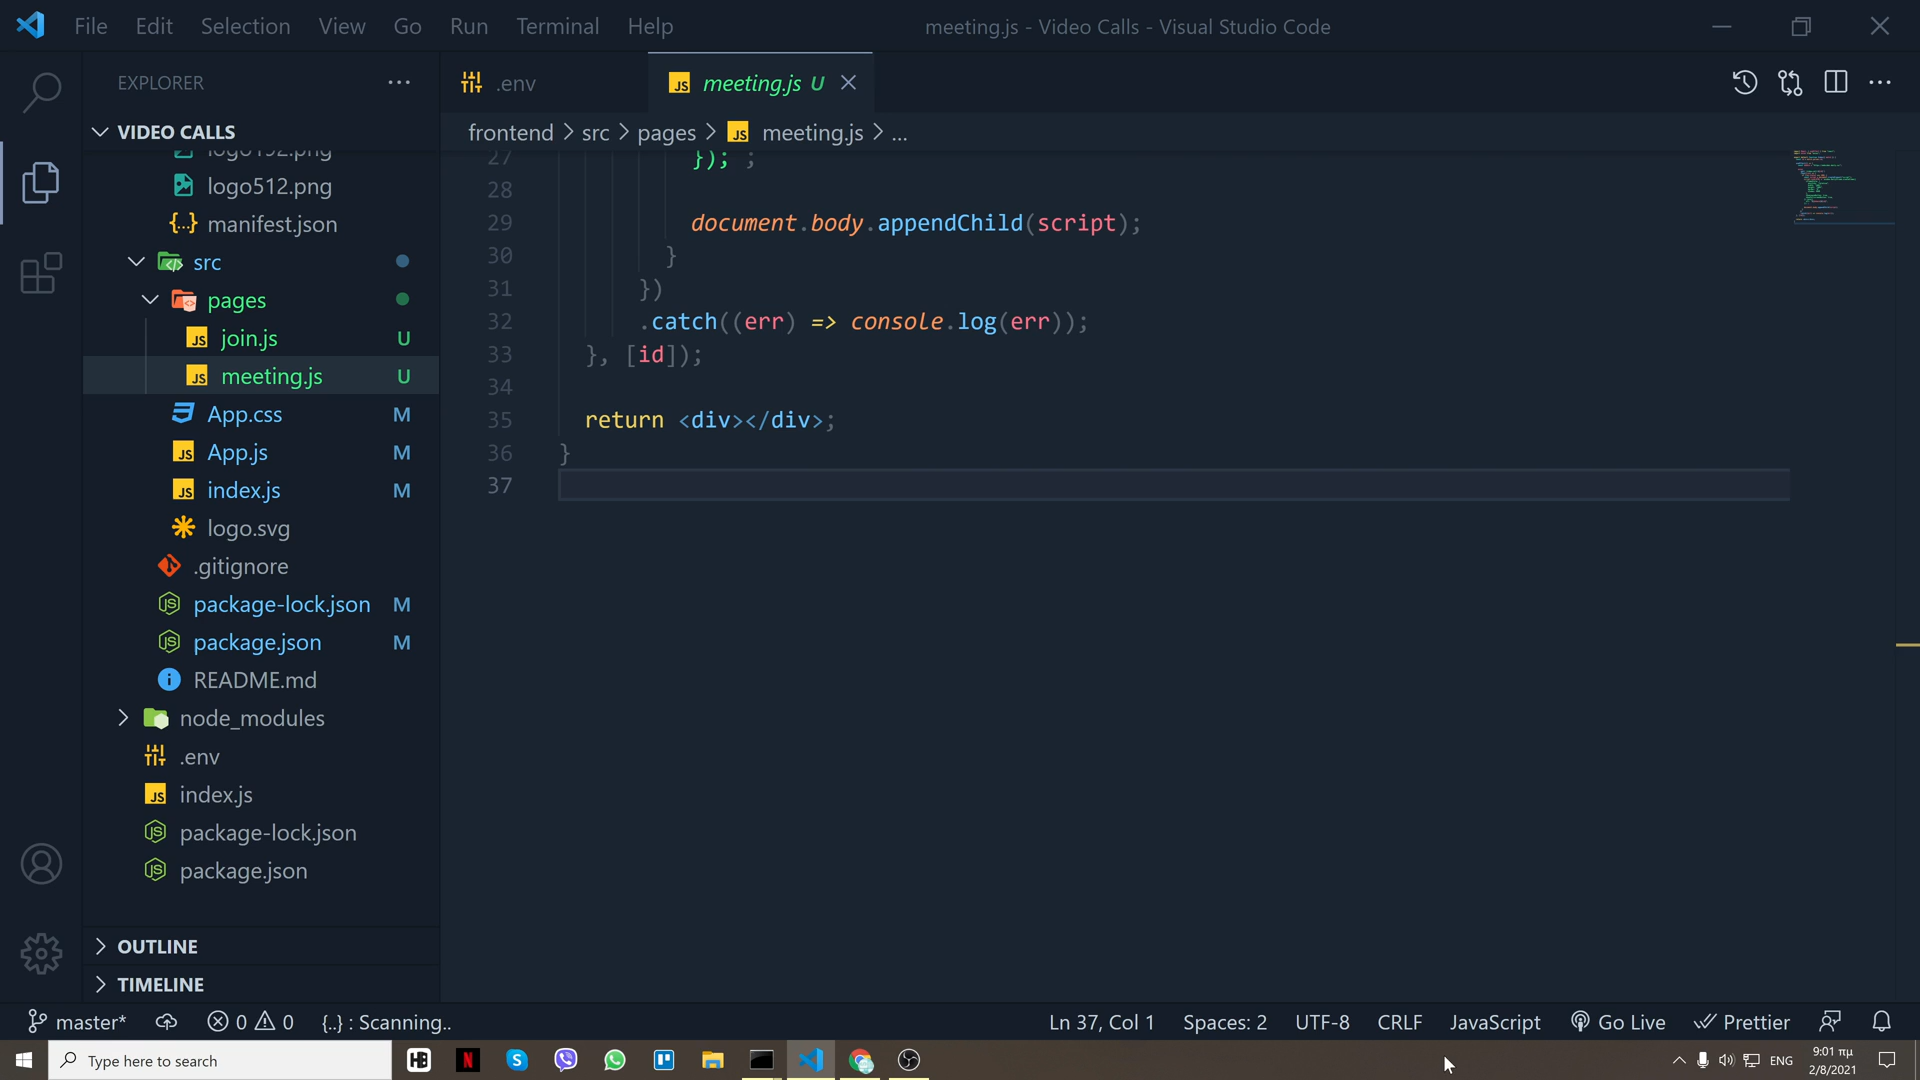 File Edit Selection View Go Run Terminal Help
meeting.js - Video Calls - Visual Studio Code
EXPLORER
VIDEO CALLS
logo192.png
logo512.png
{..} manifest.json
src
pages
JS join.js U
JS meeting.js U
App.css M
JS App.js M
JS index.js M
logo.svg
.gitignore
package-lock.json M
package.json M
README.md
node_modules
.env
JS index.js
package-lock.json
package.json
OUTLINE
TIMELINE
.env
JS meeting.js U
frontend > src > pages > JS meeting.js > ...
27 }); ;
28
29 document.body.appendChild(script);
30 }
31 })
32 .catch((err) => console.log(err));
33 }, [id]);
34
35 return <div></div>;
36 }
37
master* 0 0 {..} : Scanning..
Ln 37, Col 1 Spaces: 2 UTF-8 CRLF JavaScript Go Live Prettier
Type here to search
HB N S
ENG
9:01 πμ
2/8/2021